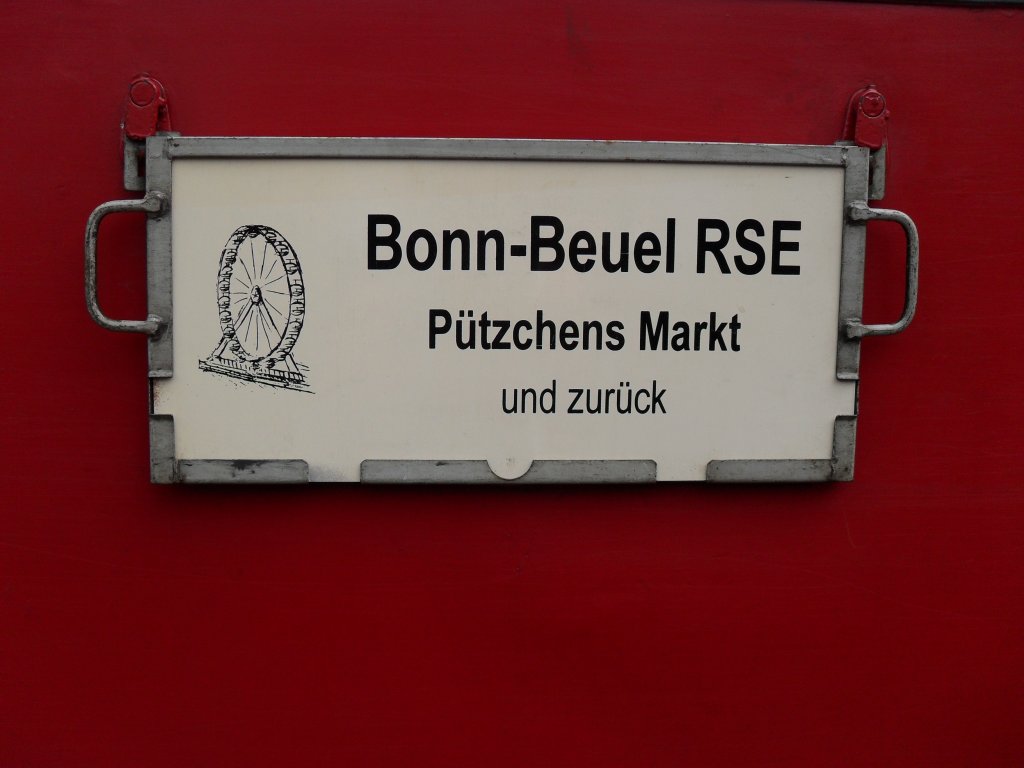 Bonn-Beuel RSE
Pützchens Markt
und zurück